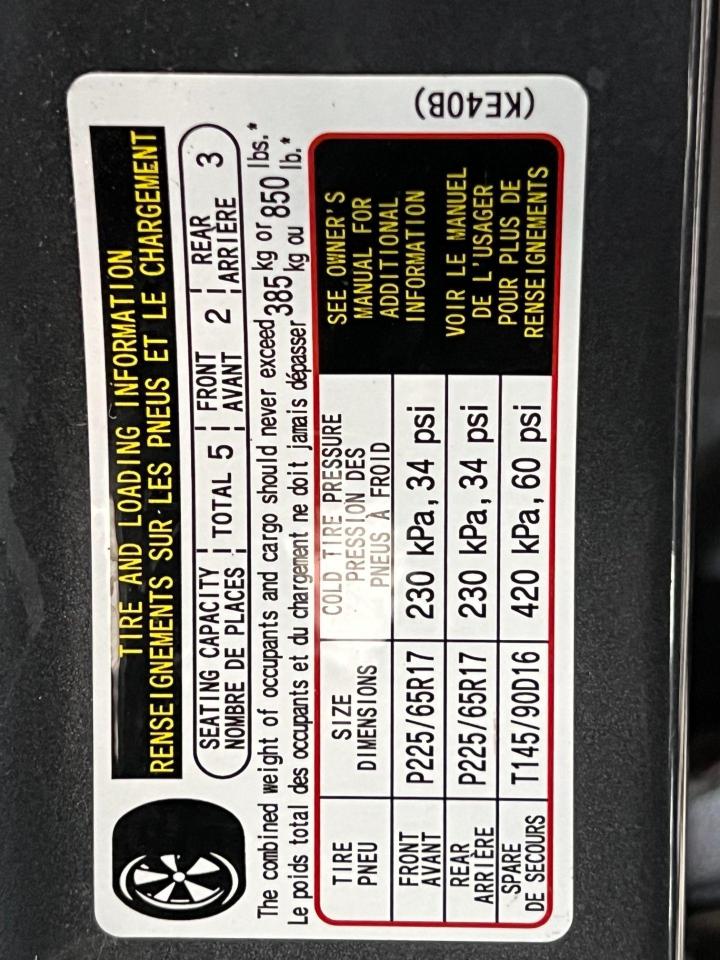 TIRE AND LOADING INFORMATION
RENSEIGNEMENTS SUR LES PNEUS ET LE CHARGEMENT
SEATING CAPACITY
NOMBRE DE PLACES
TOTAL 5
FRONT
AVANT
2
REAR
ARRIÈRE
3
The combined weight of occupants and cargo should never exceed 385 kg or 850 lbs.*
Le poids total des occupants et du chargement ne doit jamais dépasser 385 kg ou 850 lb.*
TIRE
PNEU
SIZE
DIMENSIONS
COLD TIRE PRESSURE
PRESSION DES
PNEUS À FROID
FRONT
AVANT
P225/65R17
230 kPa, 34 psi
REAR
ARRIÈRE
P225/65R17
230 kPa, 34 psi
SPARE
DE SECOURS
T145/90D16
420 kPa, 60 psi
SEE OWNER'S
MANUAL FOR
ADDITIONAL
INFORMATION
VOIR LE MANUEL
DE L'USAGER
POUR PLUS DE
RENSEIGNEMENTS
(KE40B)